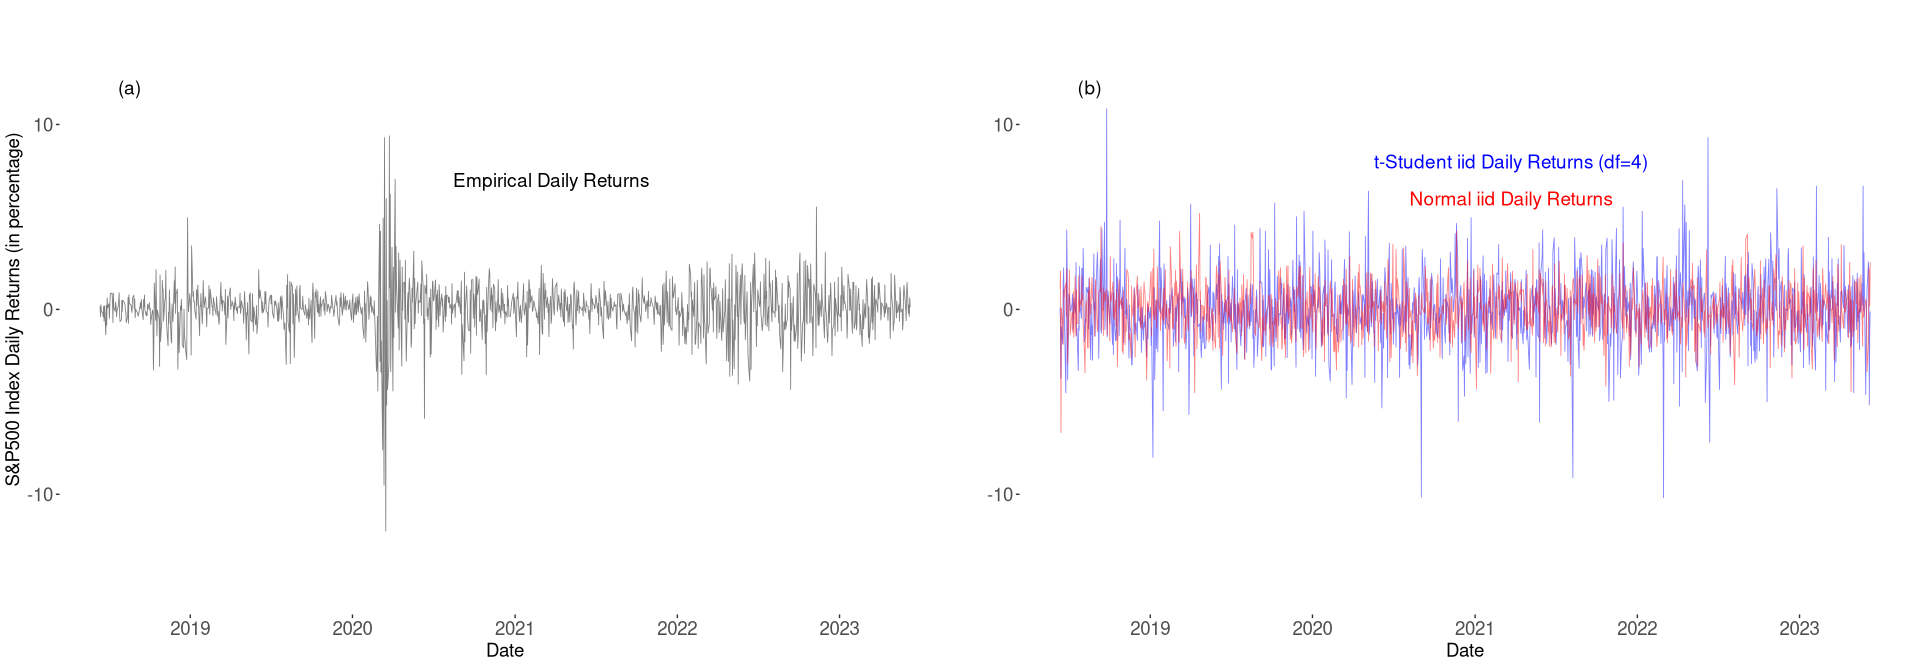 (a)
S&P500 Index Daily Returns (in percentage)
10
0
-10
Empirical Daily Returns
2019
2020
2021
2022
2023
Date
(b)
10
0
-10
t-Student iid Daily Returns (df=4)
Normal iid Daily Returns
2019
2020
2021
2022
2023
Date